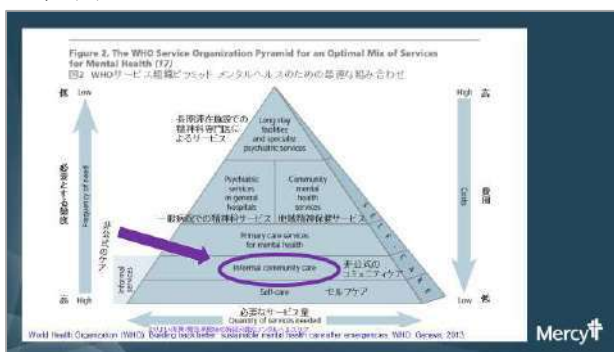 Figure 2. The WHO Service Organization Pyramid for an Optimal Mix of Services
for Mental Health (17)
図2 WHOサービス組織ピラミッド メンタルヘルスのための最適な組み合わせ
低 Low
High 高
長期滞在施設での
精神科専門医に
よるサービス
Long stay
facilities
and specialist
psychiatric services
必要とする頻度
Frequency of need
Costs
費用
Psychiatric
services
in general
hospitals
Community
mental
health
services
一般病院での精神科サービス
地域精神保健サービス
SELF-CARE
Primary care services
for mental health
非公式のケア
Informal
services
Informal community care
非公式の
コミュニティケア
Self-care
セルフケア
高 High
Low 低
必要なサービス量
Quantity of services needed
World Health Organization (WHO). Building back better: sustainable mental health care after emergencies. WHO. Geneva, 2013
Mercy